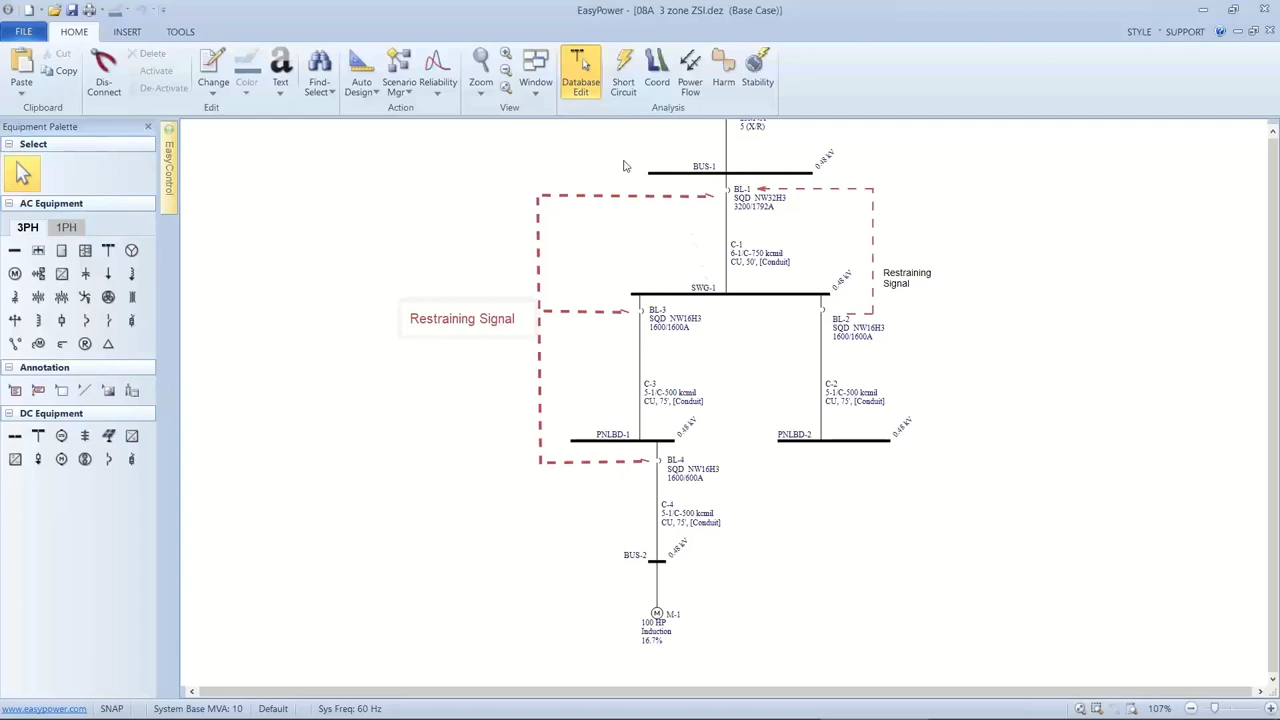 EasyPower - [08A 3 zone ZSI.dez (Base Case)]
FILE HOME INSERT TOOLS STYLE SUPPORT
Paste Cut Copy
Dis-Connect Delete Activate De-Activate
Change Color Text Find-Select
Auto Design Scenario Mgr Reliability
Zoom Window
Database Edit Short Circuit Coord Power Flow Harm Stability
Clipboard Edit Action View Analysis
Equipment Palette
Select
EasyControl
AC Equipment
3PH 1PH
Annotation
DC Equipment
5 (X/R)
BUS-1
0.48 kV
BL-1
SQD NW32H3
3200/1792A
C-1
6-1/C-750 kcmil
CU, 50', [Conduit]
Restraining
Signal
SWG-1
0.48 kV
Restraining Signal
BL-3
SQD NW16H3
1600/1600A
BL-2
SQD NW16H3
1600/1600A
C-3
5-1/C-500 kcmil
CU, 75', [Conduit]
C-2
5-1/C-500 kcmil
CU, 75', [Conduit]
PNLBD-1
0.48 kV
PNLBD-2
0.48 kV
BL-4
SQD NW16H3
1600/600A
C-4
5-1/C-500 kcmil
CU, 75', [Conduit]
BUS-2
0.48 kV
M
M-1
100 HP
Induction
16.7%
www.easypower.com SNAP System Base MVA: 10 Default Sys Freq: 60 Hz 107%